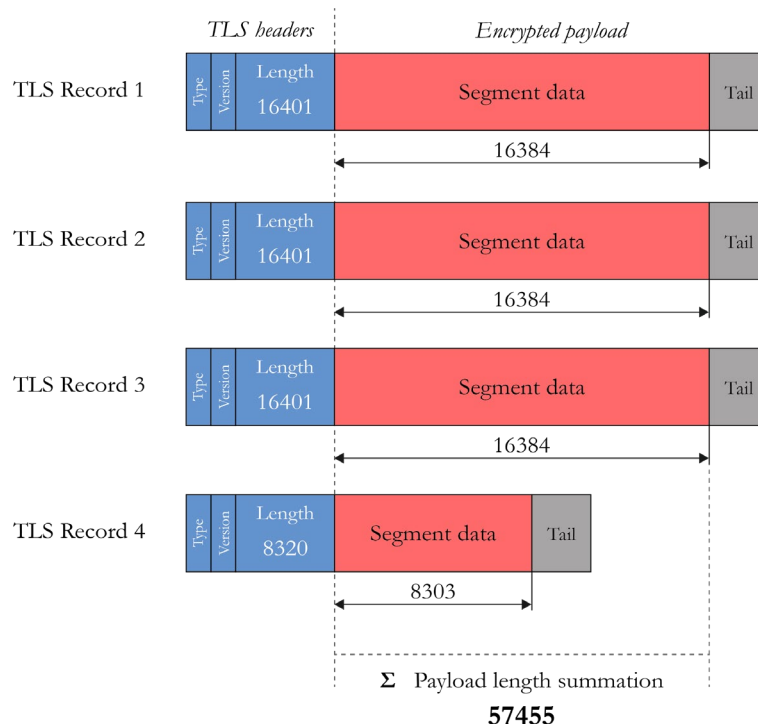 TLS headers
Encrypted payload
TLS Record 1
Type
Version
Length
16401
Segment data
Tail
16384
TLS Record 2
Type
Version
Length
16401
Segment data
Tail
16384
TLS Record 3
Type
Version
Length
16401
Segment data
Tail
16384
TLS Record 4
Type
Version
Length
8320
Segment data
Tail
8303
Σ Payload length summation
57455